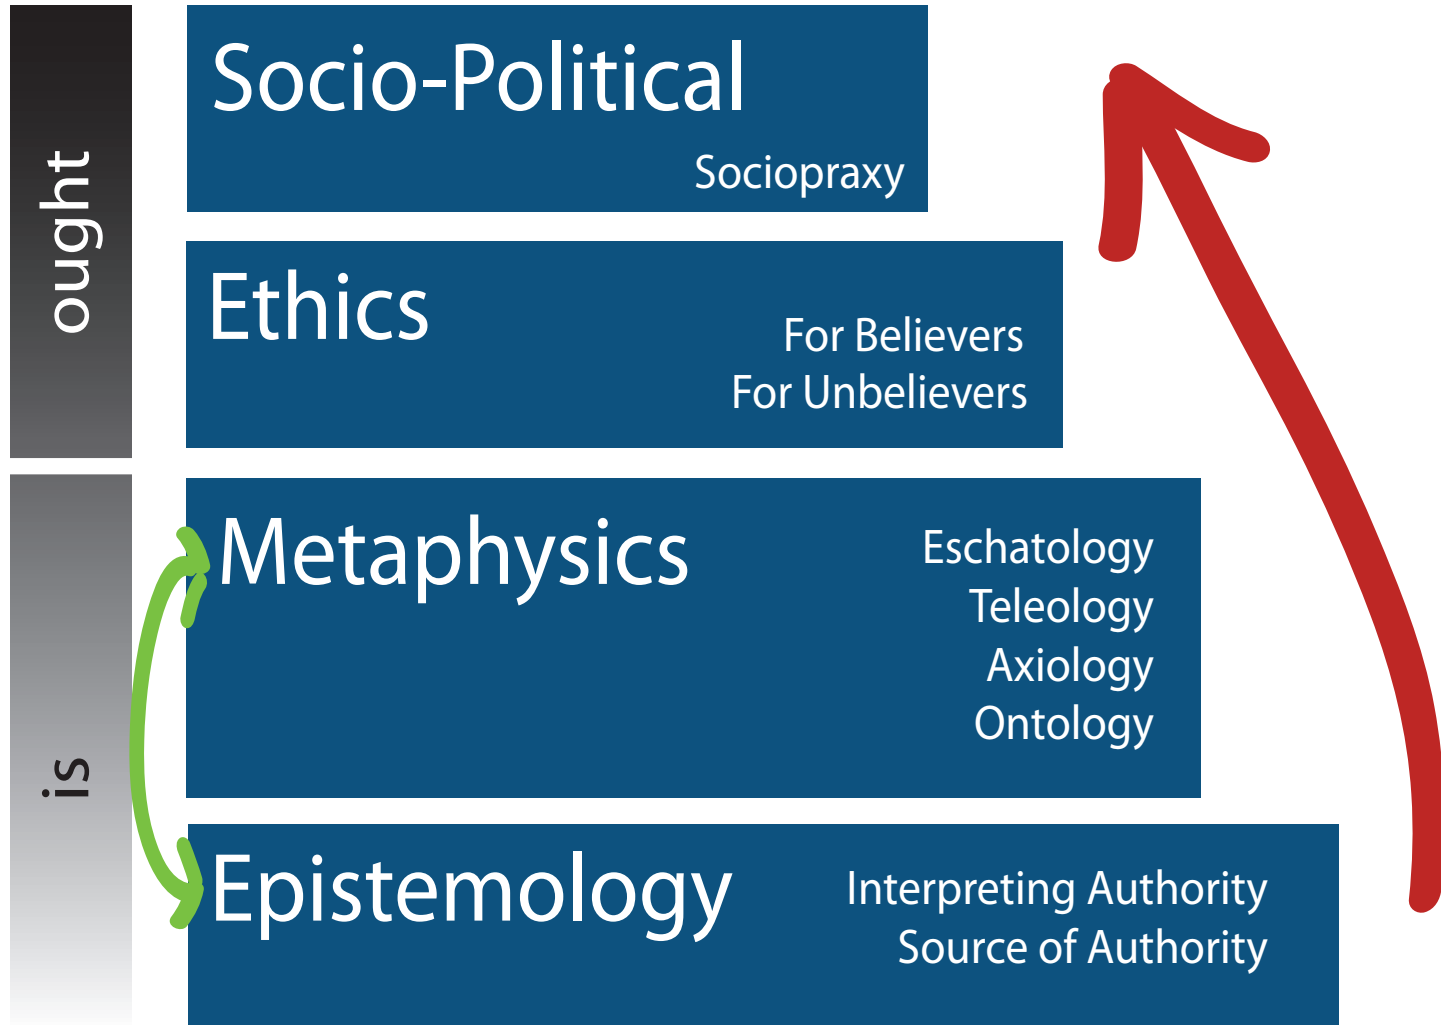 ought
Socio-Political
Sociopraxy
Ethics
For Believers
For Unbelievers
is
Metaphysics
Eschatology
Teleology
Axiology
Ontology
Epistemology
Interpreting Authority
Source of Authority